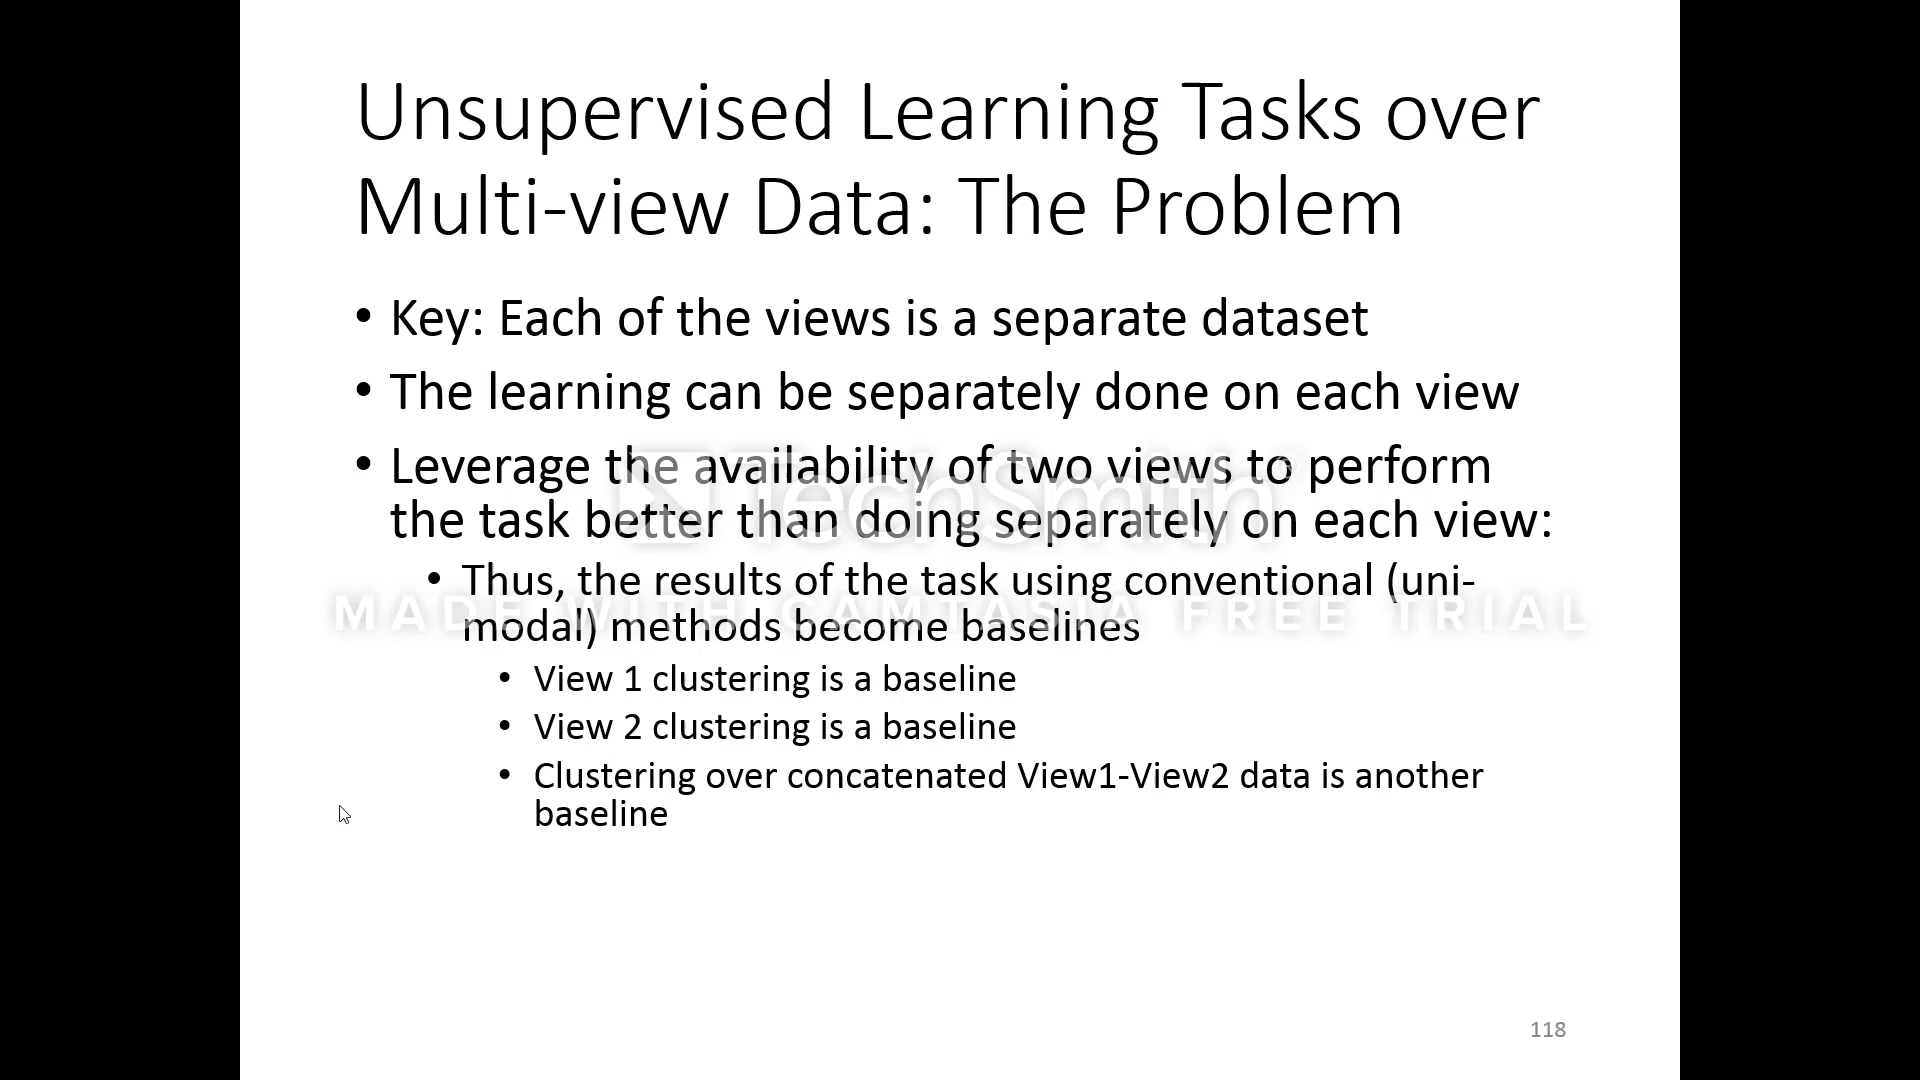 Unsupervised Learning Tasks over
Multi-view Data: The Problem
• Key: Each of the views is a separate dataset
• The learning can be separately done on each view
• Leverage the availability of two views to perform
the task better than doing separately on each view:
• Thus, the results of the task using conventional (uni-
modal) methods become baselines
• View 1 clustering is a baseline
• View 2 clustering is a baseline
• Clustering over concatenated View1-View2 data is another
baseline
TechSmith®
MADE WITH CAMTASIA FREE TRIAL
118